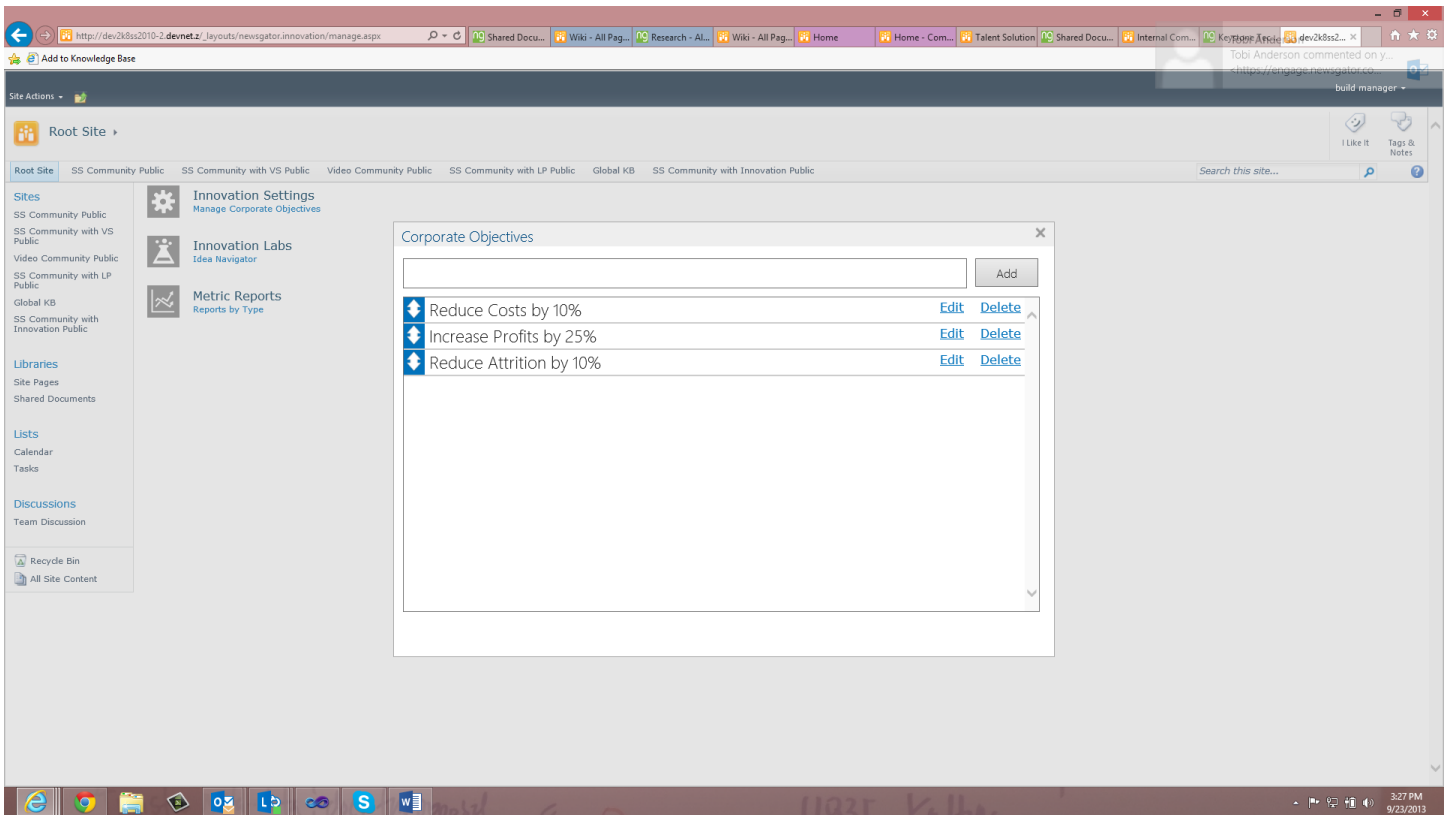 http://dev2k8ss2010-2.devnet.z/_layouts/newsgator.innovation/manage.aspx
Shared Docu...
Wiki - All Pag...
Research - Al...
Wiki - All Pag...
Home
Home - Com...
Talent Solution
Shared Docu...
Internal Com...
dev2k8ss2...
Tobi Anderson
Tobi Anderson commented on y...
<https://engage.newsgator.co...
Add to Knowledge Base
Site Actions
build manager
Root Site
I Like It
Tags & Notes
Root Site
SS Community Public
SS Community with VS Public
Video Community Public
SS Community with LP Public
Global KB
SS Community with Innovation Public
Search this site...
Sites
SS Community Public
SS Community with VS
Public
Video Community Public
SS Community with LP
Public
Global KB
SS Community with
Innovation Public
Libraries
Site Pages
Shared Documents
Lists
Calendar
Tasks
Discussions
Team Discussion
Recycle Bin
All Site Content
Innovation Settings
Manage Corporate Objectives
Innovation Labs
Idea Navigator
Metric Reports
Reports by Type
Corporate Objectives
Add
Reduce Costs by 10% Edit Delete
Increase Profits by 25% Edit Delete
Reduce Attrition by 10% Edit Delete
3:27 PM
9/23/2013